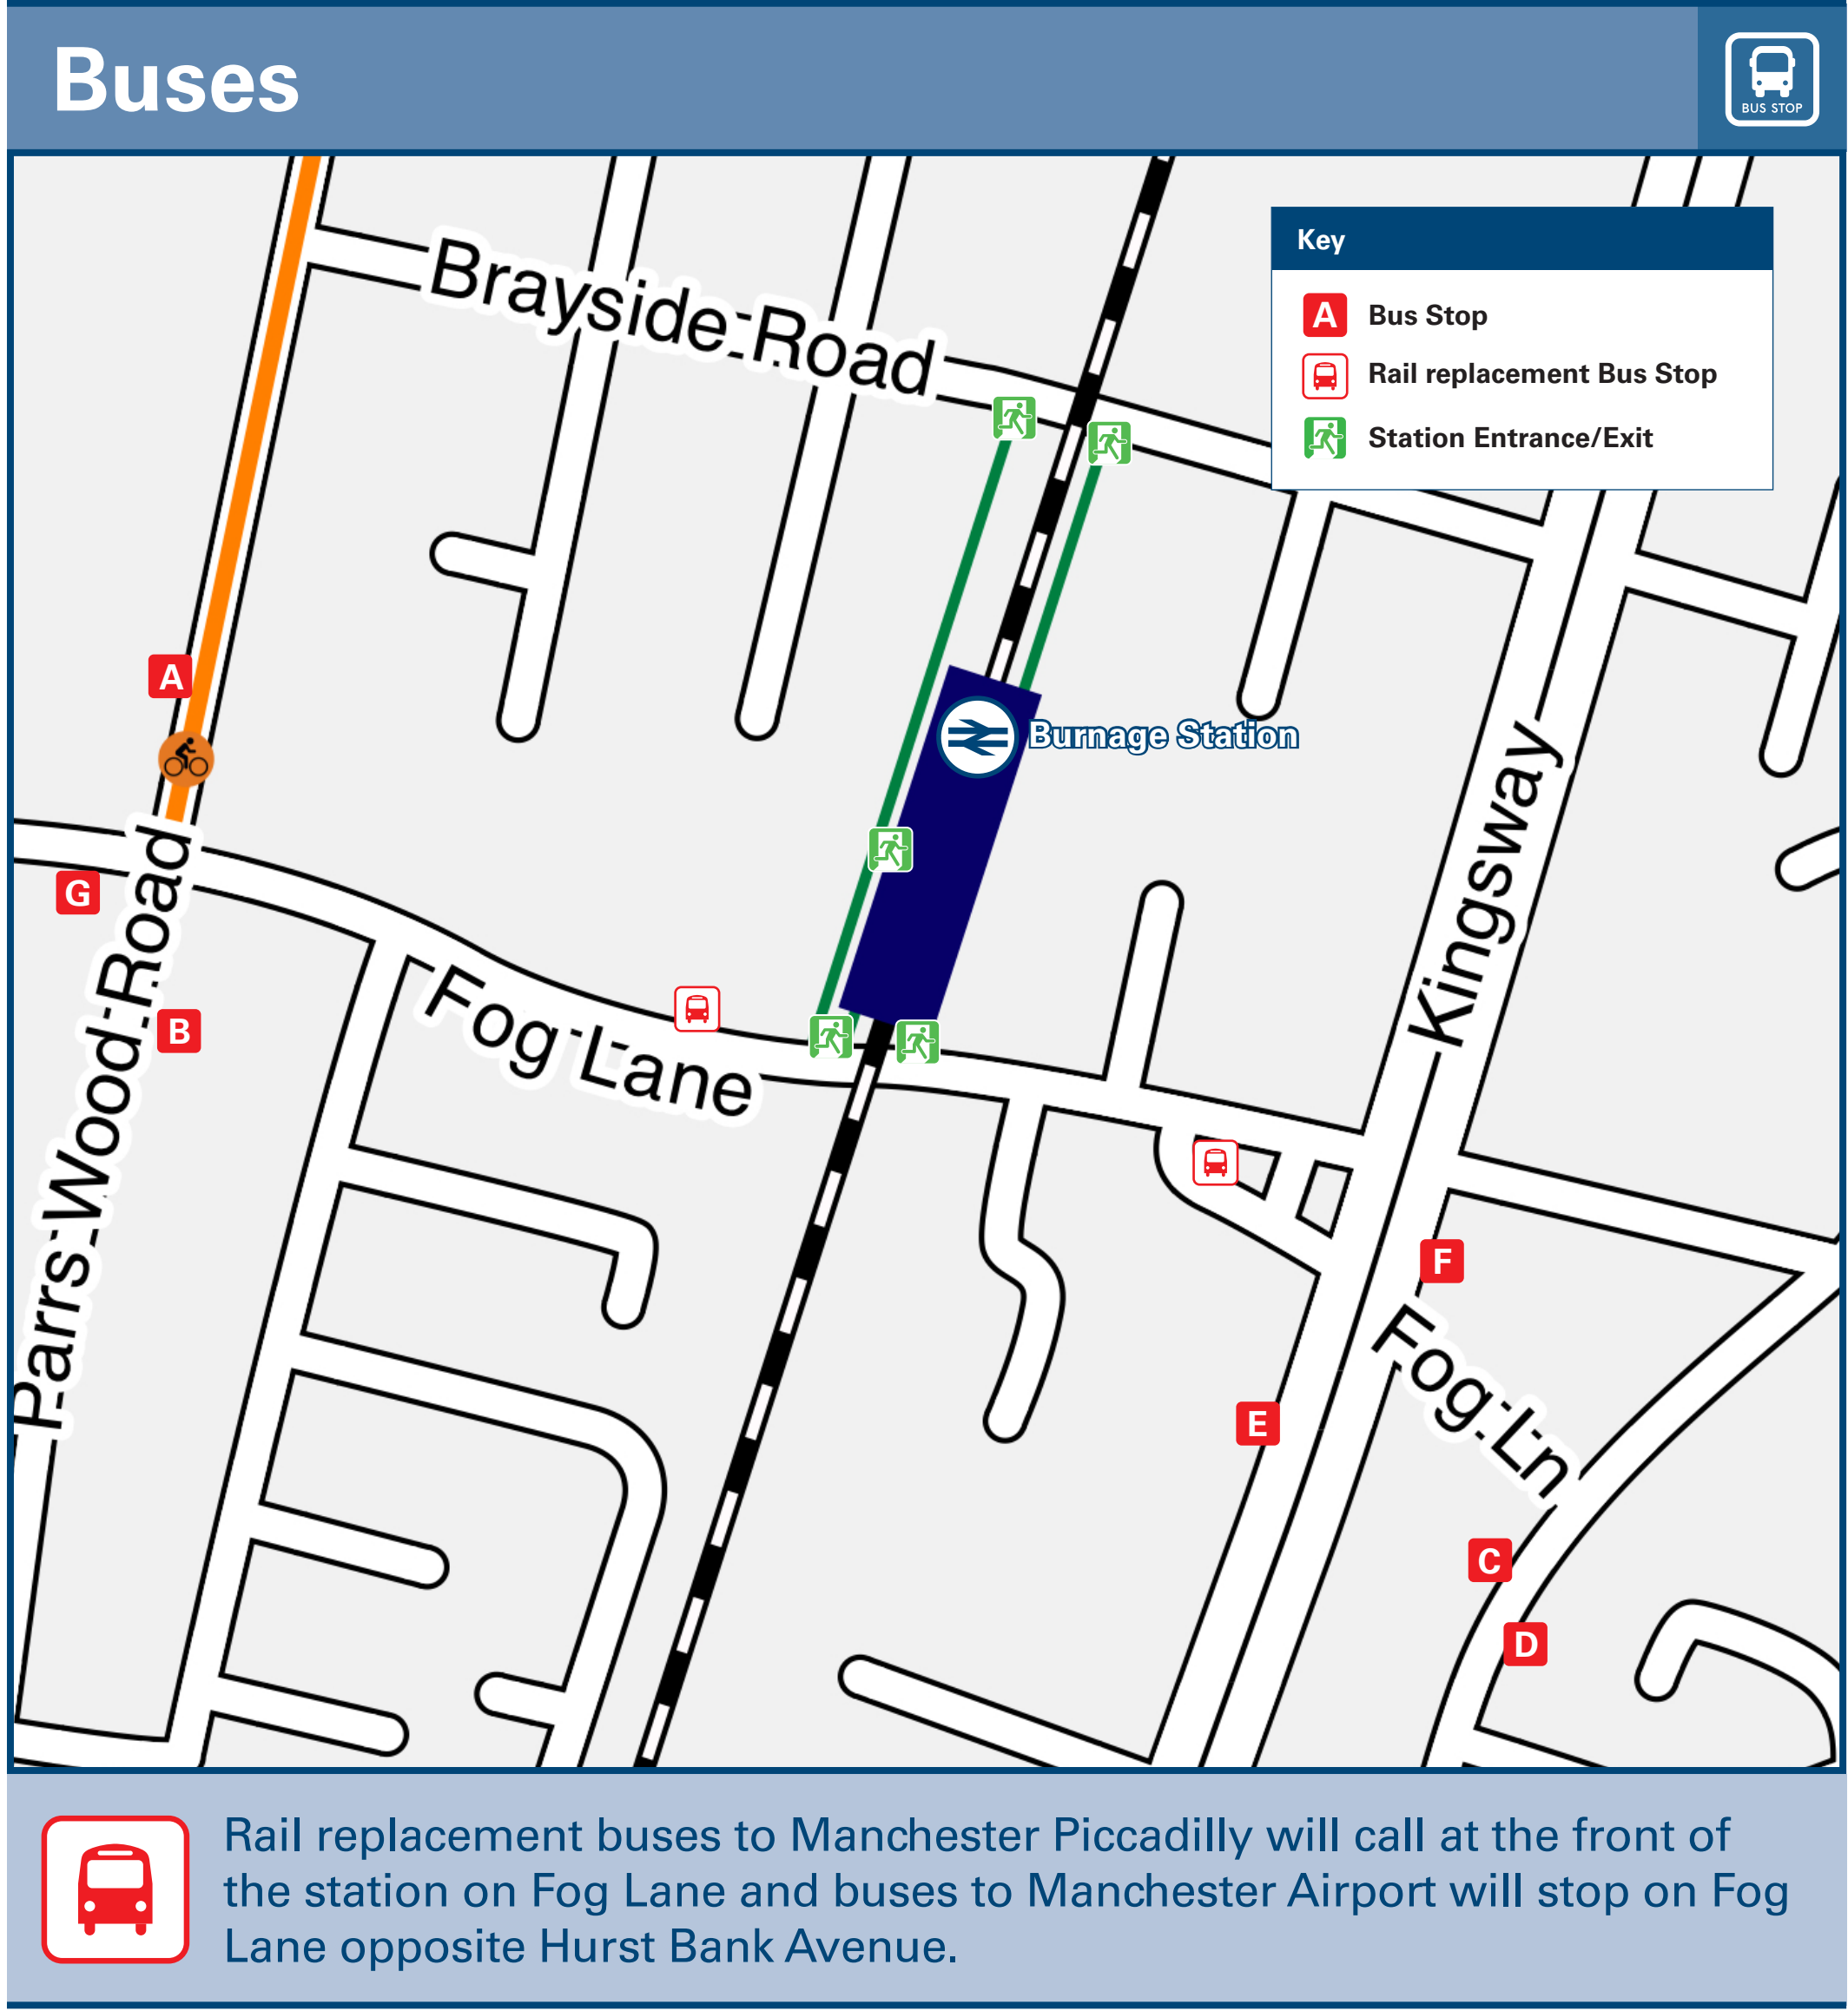 Buses
BUS STOP
Key
A Bus Stop
Rail replacement Bus Stop
Station Entrance/Exit
Brayside Road
A
Burnage Station
Kingsway
G
Parrs Wood Road
B
Fog Lane
F
Fog Ln
E
C
D
Rail replacement buses to Manchester Piccadilly will call at the front of
the station on Fog Lane and buses to Manchester Airport will stop on Fog
Lane opposite Hurst Bank Avenue.